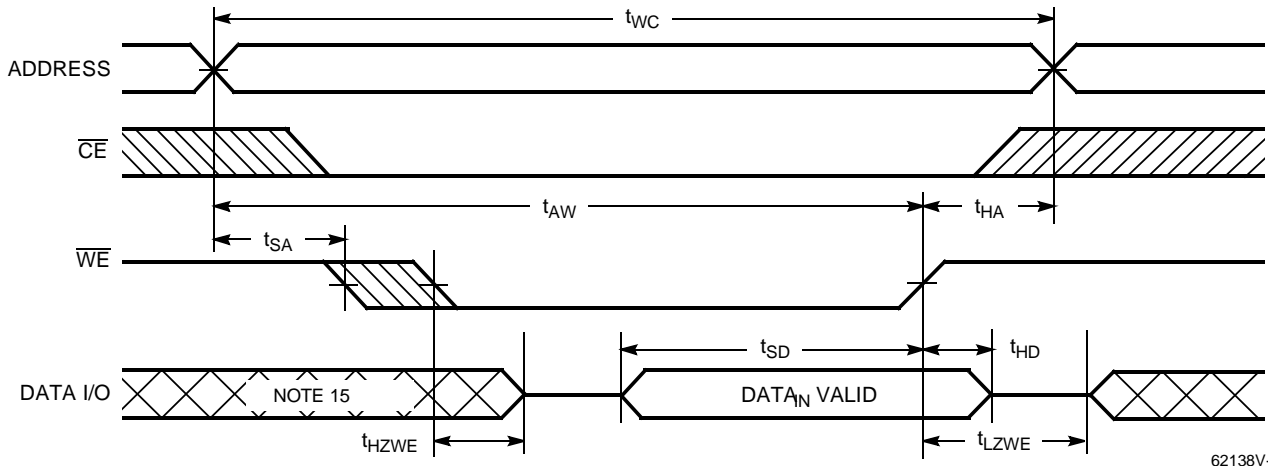 tWC
ADDRESS
CE
tAW
tHA
tSA
WE
tSD
tHD
DATA I/O
NOTE 15
DATAIN VALID
tHZWE
tLZWE
62138V-